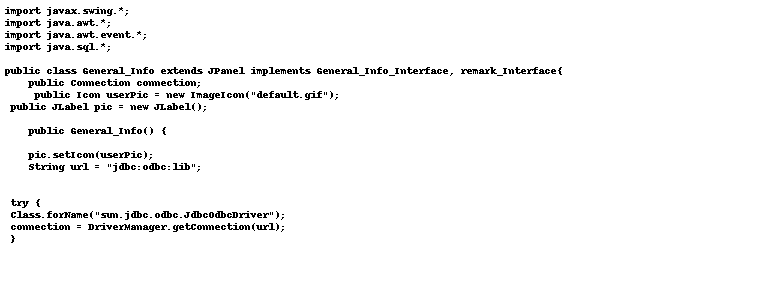 import javax.swing.*;
import java.awt.*;
import java.awt.event.*;
import java.sql.*;
public class General_Info extends JPanel implements General_Info_Interface, remark_Interface{
public Connection connection;
public Icon userPic = new ImageIcon("default.gif");
public JLabel pic = new JLabel();
public General_Info() {
pic.setIcon(userPic);
String url = "jdbc:odbc:lib";
try {
Class.forName("sun.jdbc.odbc.JdbcOdbcDriver");
connection = DriverManager.getConnection(url);
}